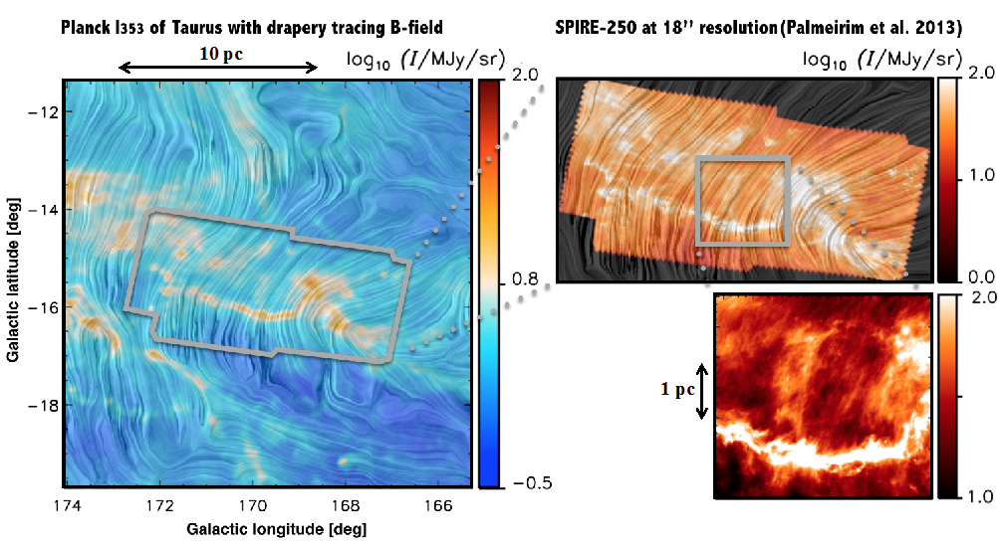 Planck I353 of Taurus with drapery tracing B-field
10 pc
log10 (I/MJy/sr)
2.0
0.8
−0.5
−12
−14
−16
−18
Galactic latitude [deg]
174 172 170 168 166
Galactic longitude [deg]
SPIRE-250 at 18’’ resolution(Palmeirim et al. 2013)
log10 (I/MJy/sr)
2.0
1.0
0.0
1 pc
2.0
1.0